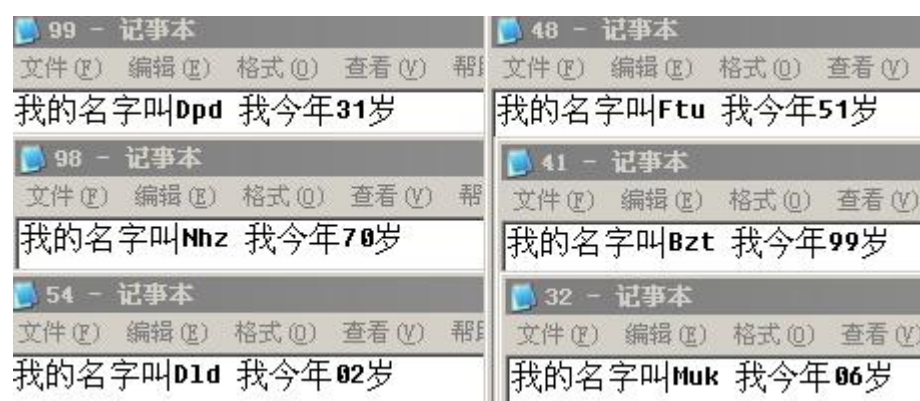 99 - 记事本
文件(F) 编辑(E) 格式(O) 查看(V)
我的名字叫Dpd 我今年31岁
98 - 记事本
文件(F) 编辑(E) 格式(O) 查看(V)
我的名字叫Nhz 我今年70岁
54 - 记事本
文件(F) 编辑(E) 格式(O) 查看(V)
我的名字叫Dld 我今年02岁
48 - 记事本
文件(F) 编辑(E) 格式(O) 查看(V)
我的名字叫Ftu 我今年51岁
41 - 记事本
文件(F) 编辑(E) 格式(O) 查看(V)
我的名字叫Bzt 我今年99岁
32 - 记事本
文件(F) 编辑(E) 格式(O) 查看(V)
我的名字叫Muk 我今年06岁